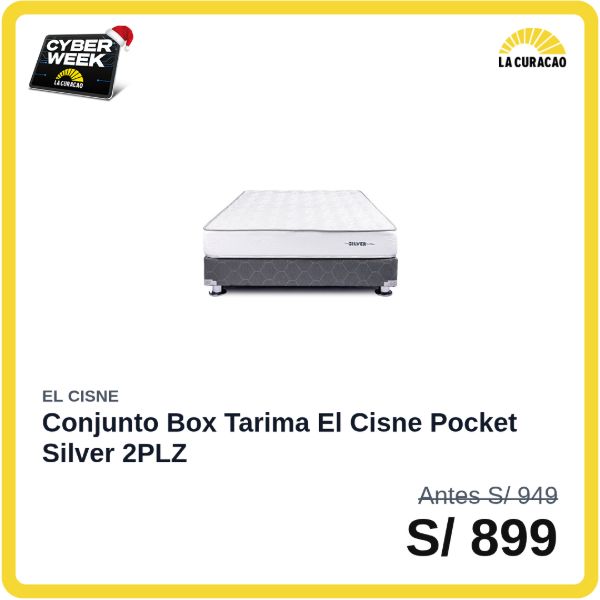 CYBER
WEEK
LA CURACAO
LA CURACAO
SILVER
EL CISNE
Conjunto Box Tarima El Cisne Pocket
Silver 2PLZ
Antes S/ 949
S/ 899